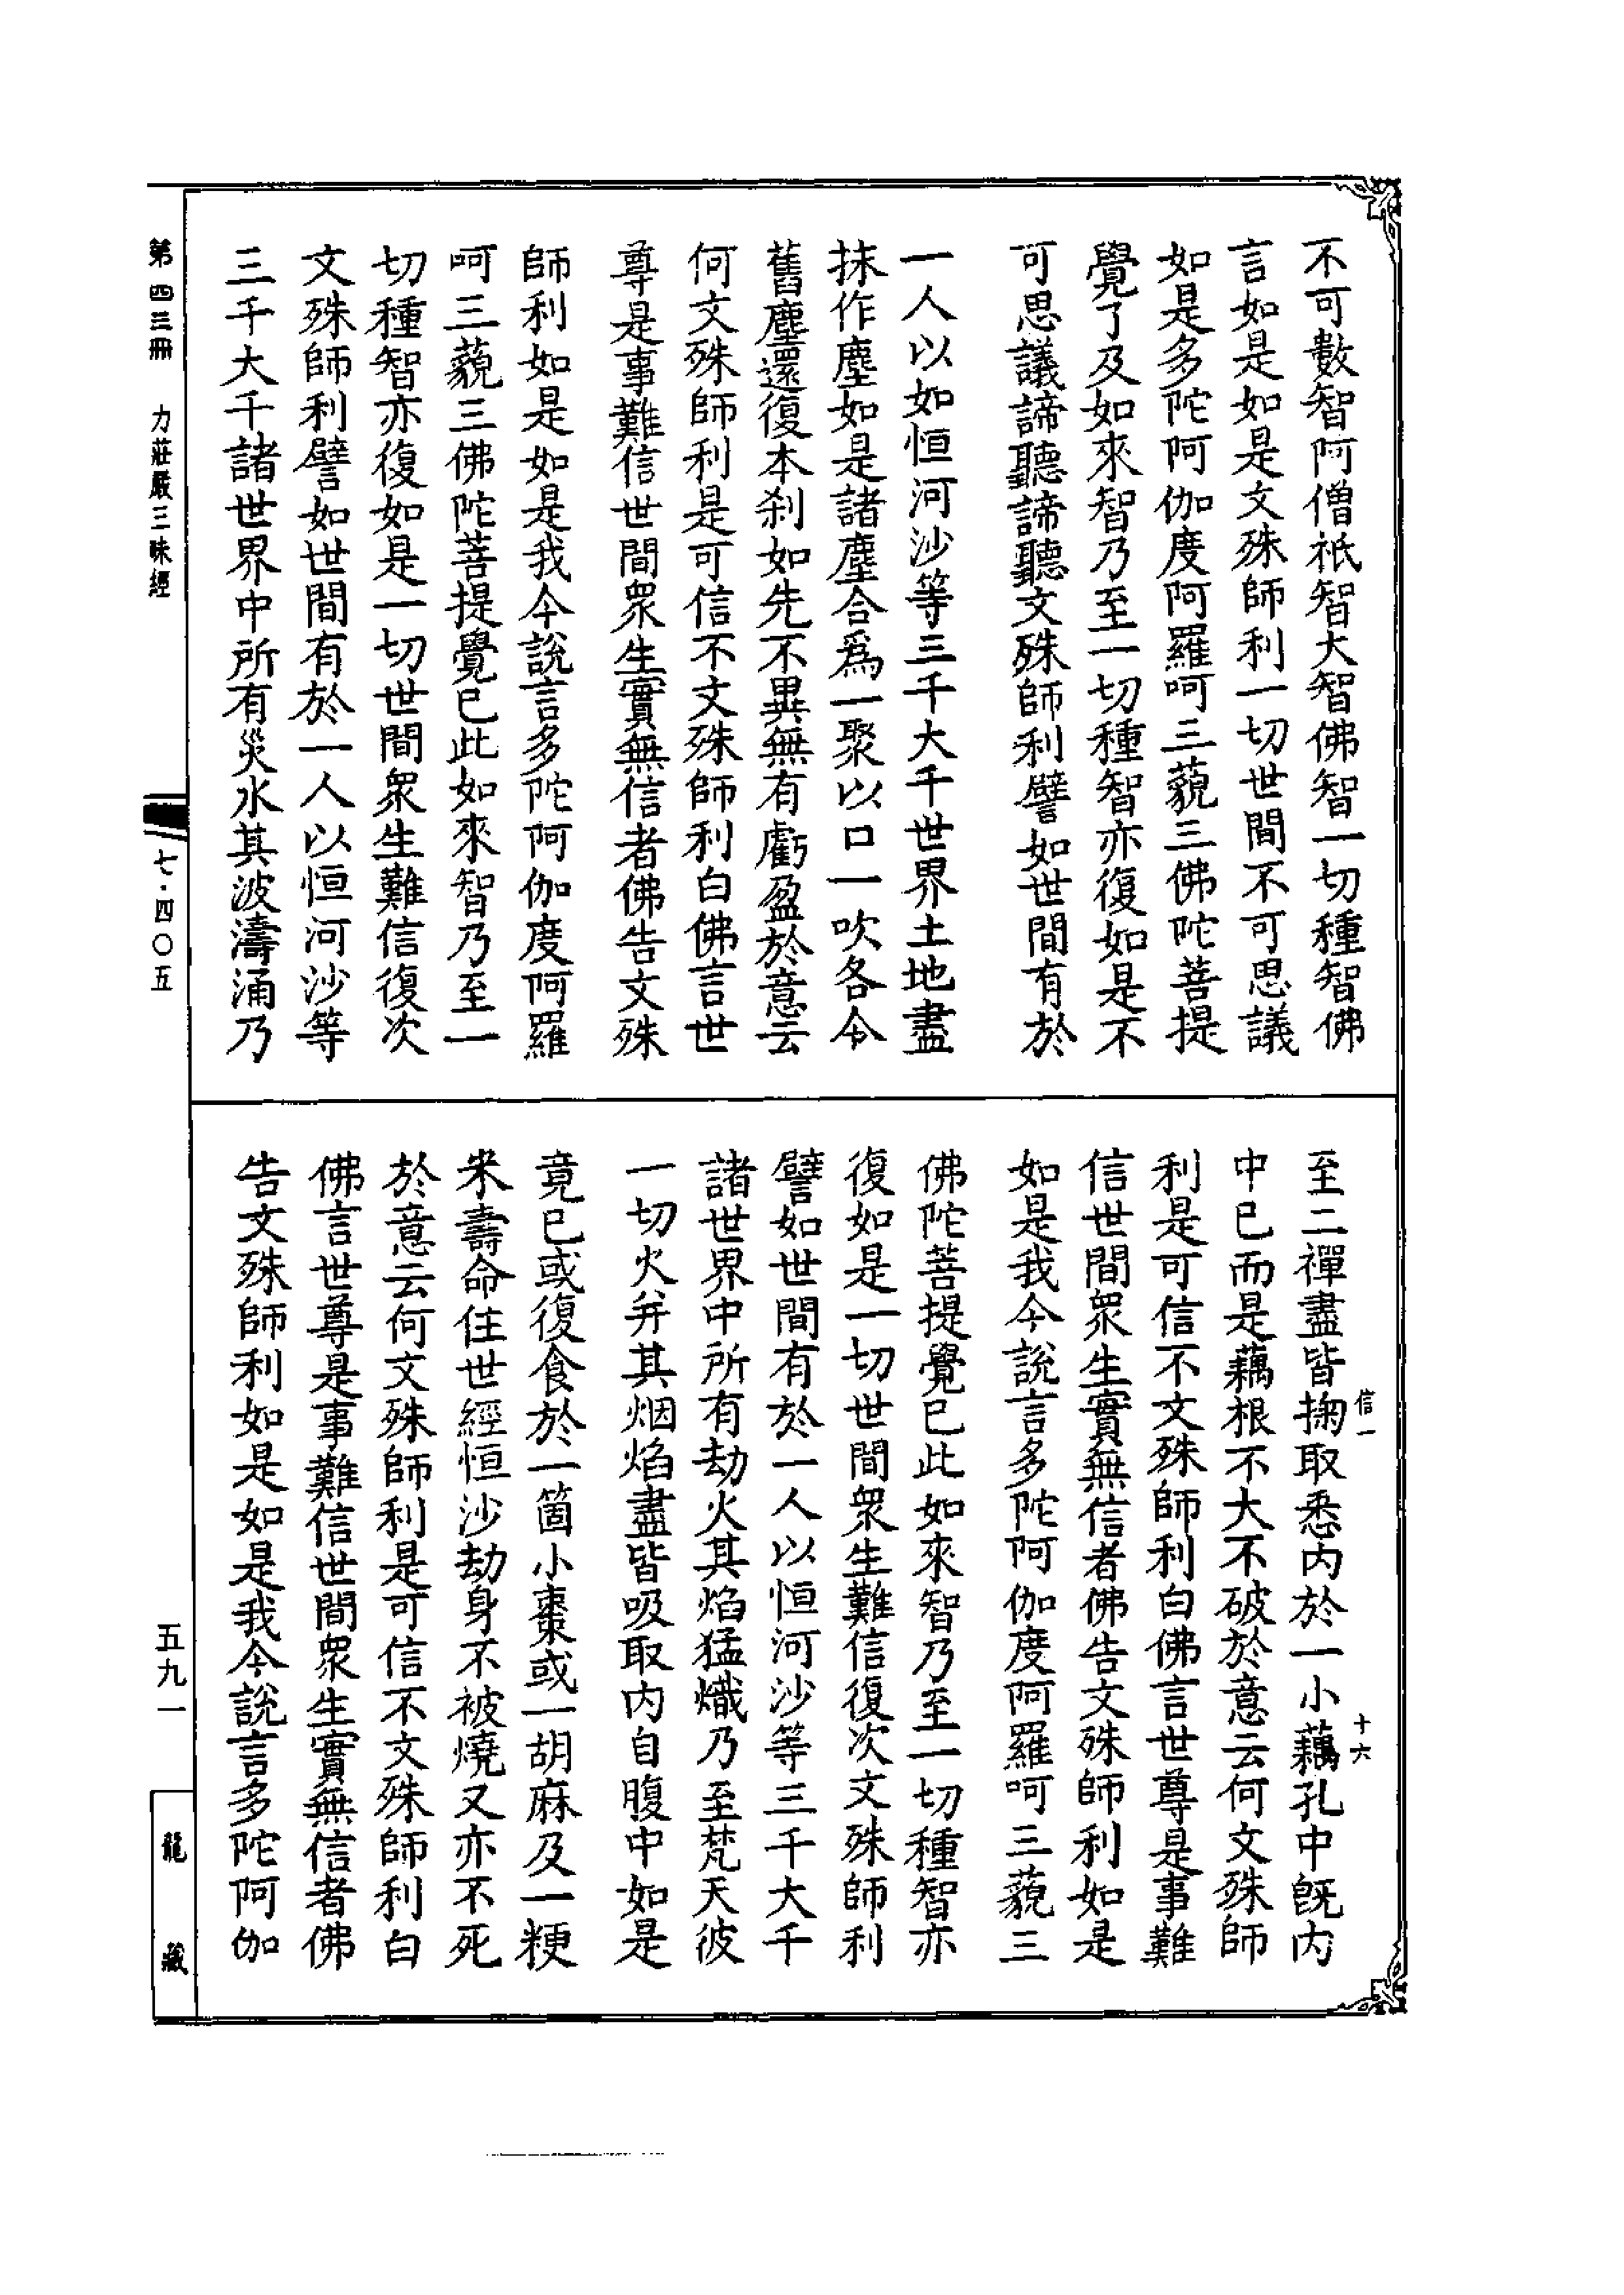 不可數智阿僧祇智大智佛智一切種智佛
言如是如是文殊師利一切世間不可思議
如是多陀阿伽度阿羅呵三藐三佛陀菩提
覺了及如來智乃至一切種智亦復如是不
可思議諦聽諦聽文殊師利譬如世間有於
一人以如恒河沙等三千大千世界土地盡
抹作塵如是諸塵合爲一聚以口一吹各令
舊塵還復本刹如先不異無有虧盈於意云
何文殊師利是可信不文殊師利白佛言世
尊是事難信世間眾生實無信者佛告文殊
師利如是如是我今說言多陀阿伽度阿羅
呵三藐三佛陀菩提覺已此如來智乃至一
切種智亦復如是一切世間眾生難信復次
文殊師利譬如世間有於一人以恒河沙等
三千大千諸世界中所有災水其波濤涌乃
信一
十六
至二禪盡皆掬取悉內於一小藕孔中旣內
中已而是藕根不大不破於意云何文殊師
利是可信不文殊師利白佛言世尊是事難
信世間眾生實無信者佛告文殊師利如是
如是我今說言多陀阿伽度阿羅呵三藐三
佛陀菩提覺已此如來智乃至一切種智亦
復如是一切世間眾生難信復次文殊師利
譬如世間有於一人以恒河沙等三千大千
諸世界中所有劫火其焰猛熾乃至梵天彼
一切火并其烟焰盡皆吸取內自腹中如是
竟已或復食於一箇小棗或一胡麻及一粳
米壽命住世經恒沙劫身不被燒又亦不死
於意云何文殊師利是可信不文殊師利白
佛言世尊是事難信世間眾生實無信者佛
告文殊師利如是如是我今說言多陀阿伽
第四三冊 力莊嚴三昧經
七·四〇五
五九一
龍藏